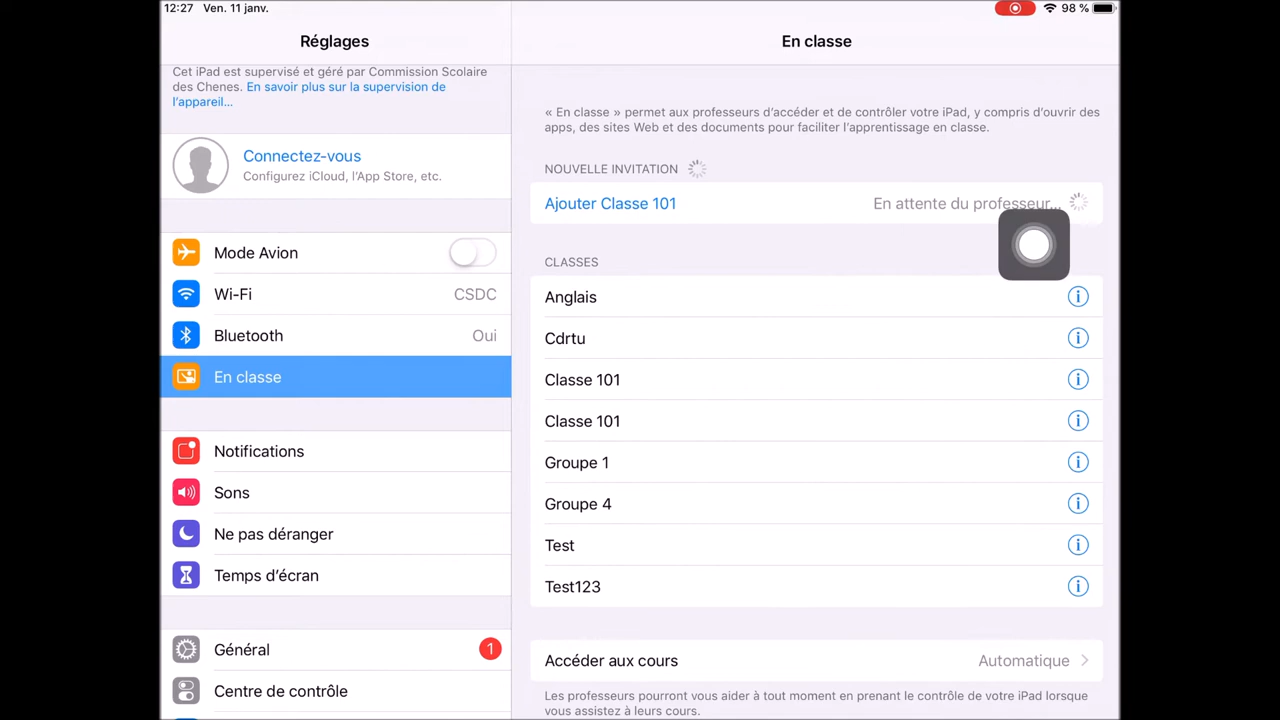 12:27 Ven. 11 janv.
98 %
Réglages
Cet iPad est supervisé et géré par Commission Scolaire
des Chenes. En savoir plus sur la supervision de
l’appareil...
Connectez-vous
Configurez iCloud, l’App Store, etc.
Mode Avion
Wi-Fi CSDC
Bluetooth Oui
En classe
Notifications
Sons
Ne pas déranger
Temps d’écran
Général 1
Centre de contrôle
En classe
« En classe » permet aux professeurs d’accéder et de contrôler votre iPad, y compris d’ouvrir des
apps, des sites Web et des documents pour faciliter l’apprentissage en classe.
NOUVELLE INVITATION
Ajouter Classe 101 En attente du professeur...
CLASSES
Anglais
Cdrtu
Classe 101
Classe 101
Groupe 1
Groupe 4
Test
Test123
Accéder aux cours Automatique
Les professeurs pourront vous aider à tout moment en prenant le contrôle de votre iPad lorsque
vous assistez à leurs cours.